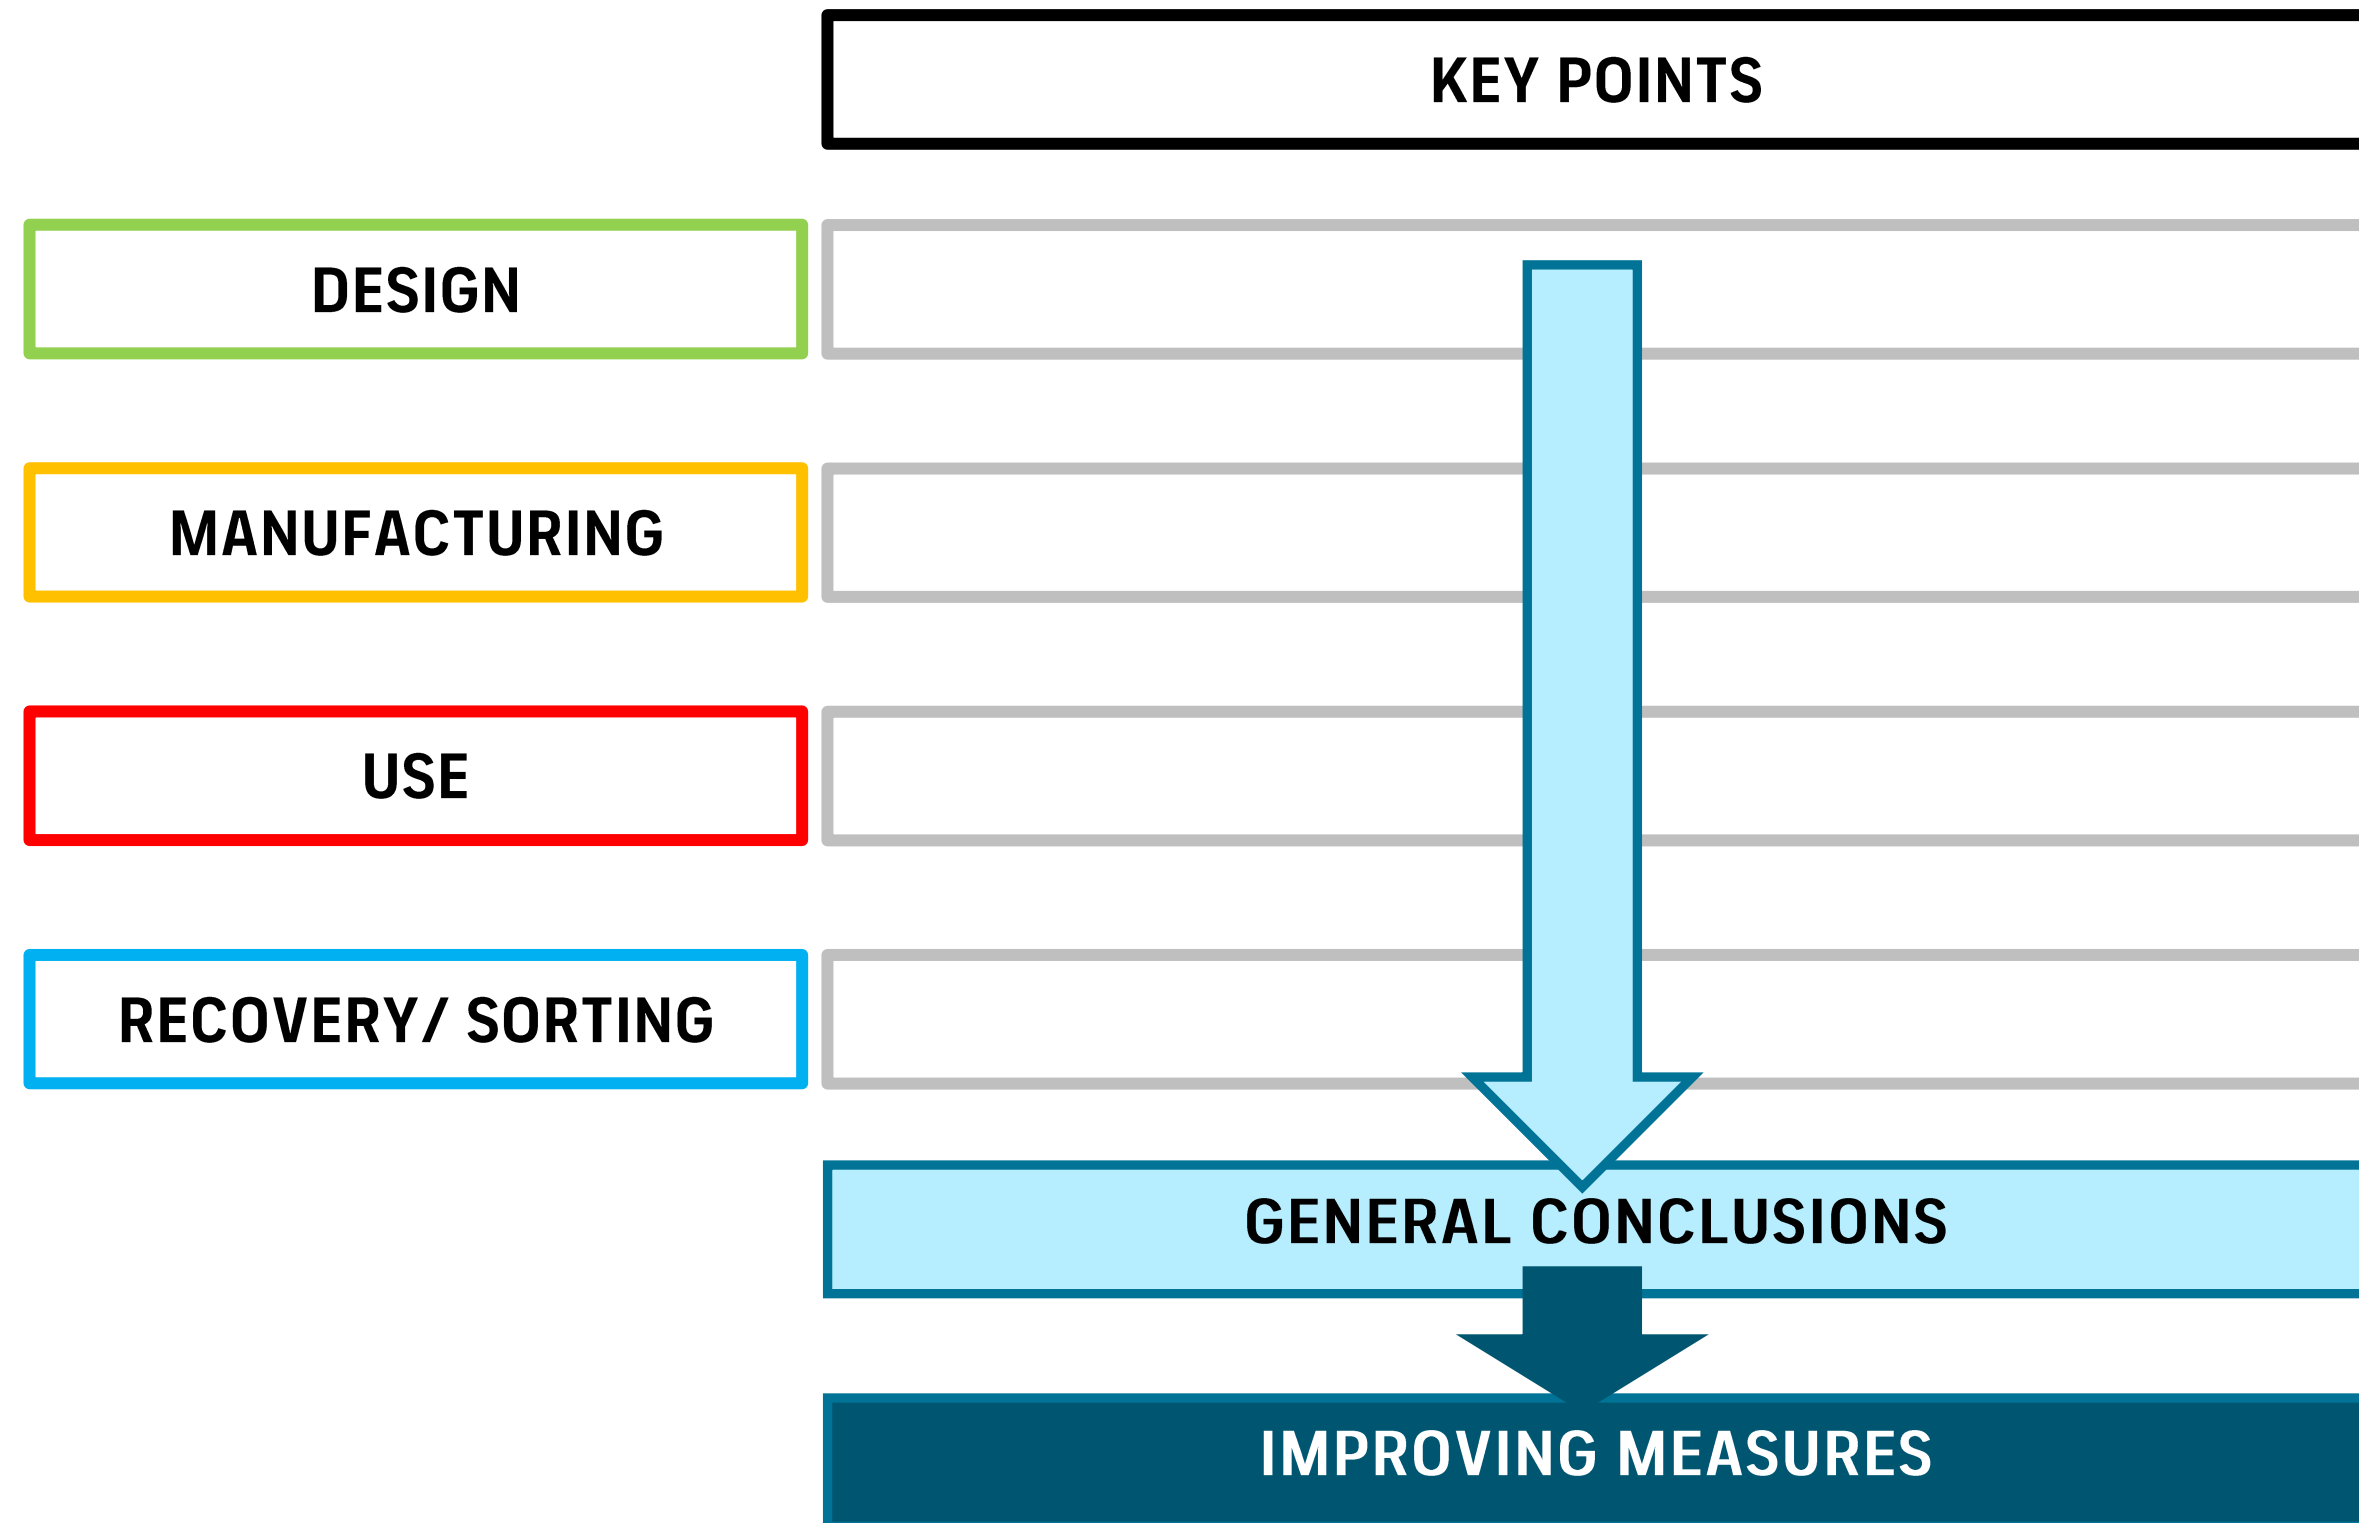 KEY POINTS
DESIGN
MANUFACTURING
USE
RECOVERY/ SORTING
GENERAL CONCLUSIONS
IMPROVING MEASURES